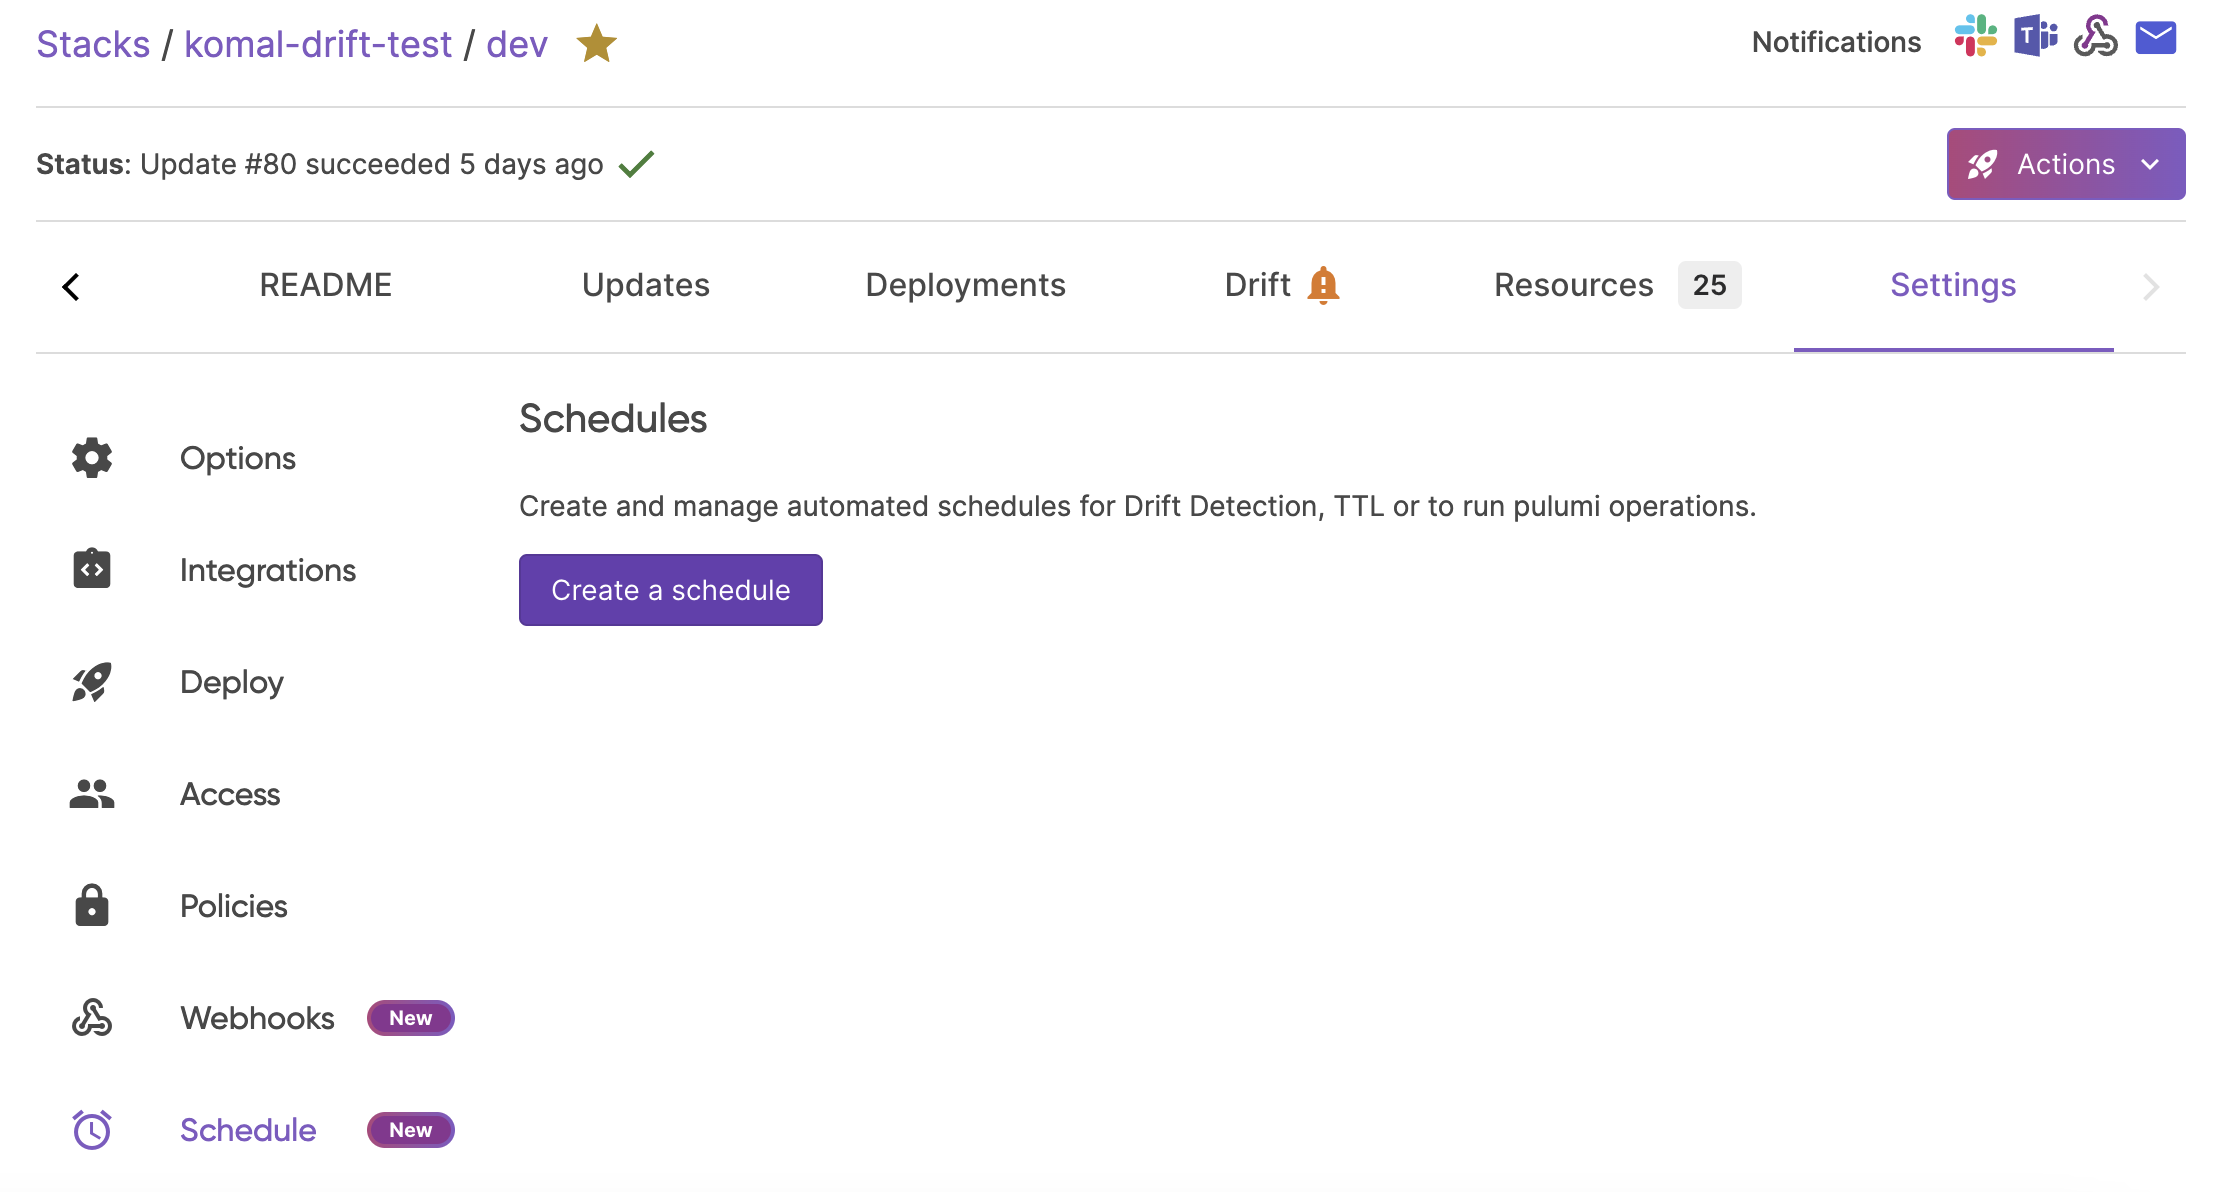 Stacks / komal-drift-test / dev
Notifications
T
Status: Update #80 succeeded 5 days ago
Actions
README Updates Deployments Drift Resources 25 Settings
Schedules
Create and manage automated schedules for Drift Detection, TTL or to run pulumi operations.
Create a schedule
Options
Integrations
Deploy
Access
Policies
Webhooks New
Schedule New